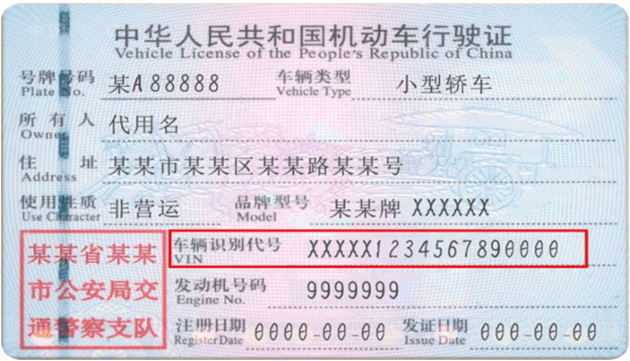 中华人民共和国机动车行驶证
Vehicle License of the People's Republic of China
号牌号码 某A88888 车辆类型 小型轿车
Plate No. Vehicle Type
所有人 代用名
Owner
住址 某某市某某区某某路某某号
Address
使用性质 非营运 品牌型号 某某牌 XXXXXX
Use Character Model
某某省某某
市公安局交
通警察支队
车辆识别代号 XXXXX1234567890000
VIN
发动机号码 9999999
Engine No.
注册日期 0000-00-00 发证日期 000-00-00
Register Date Issue Date